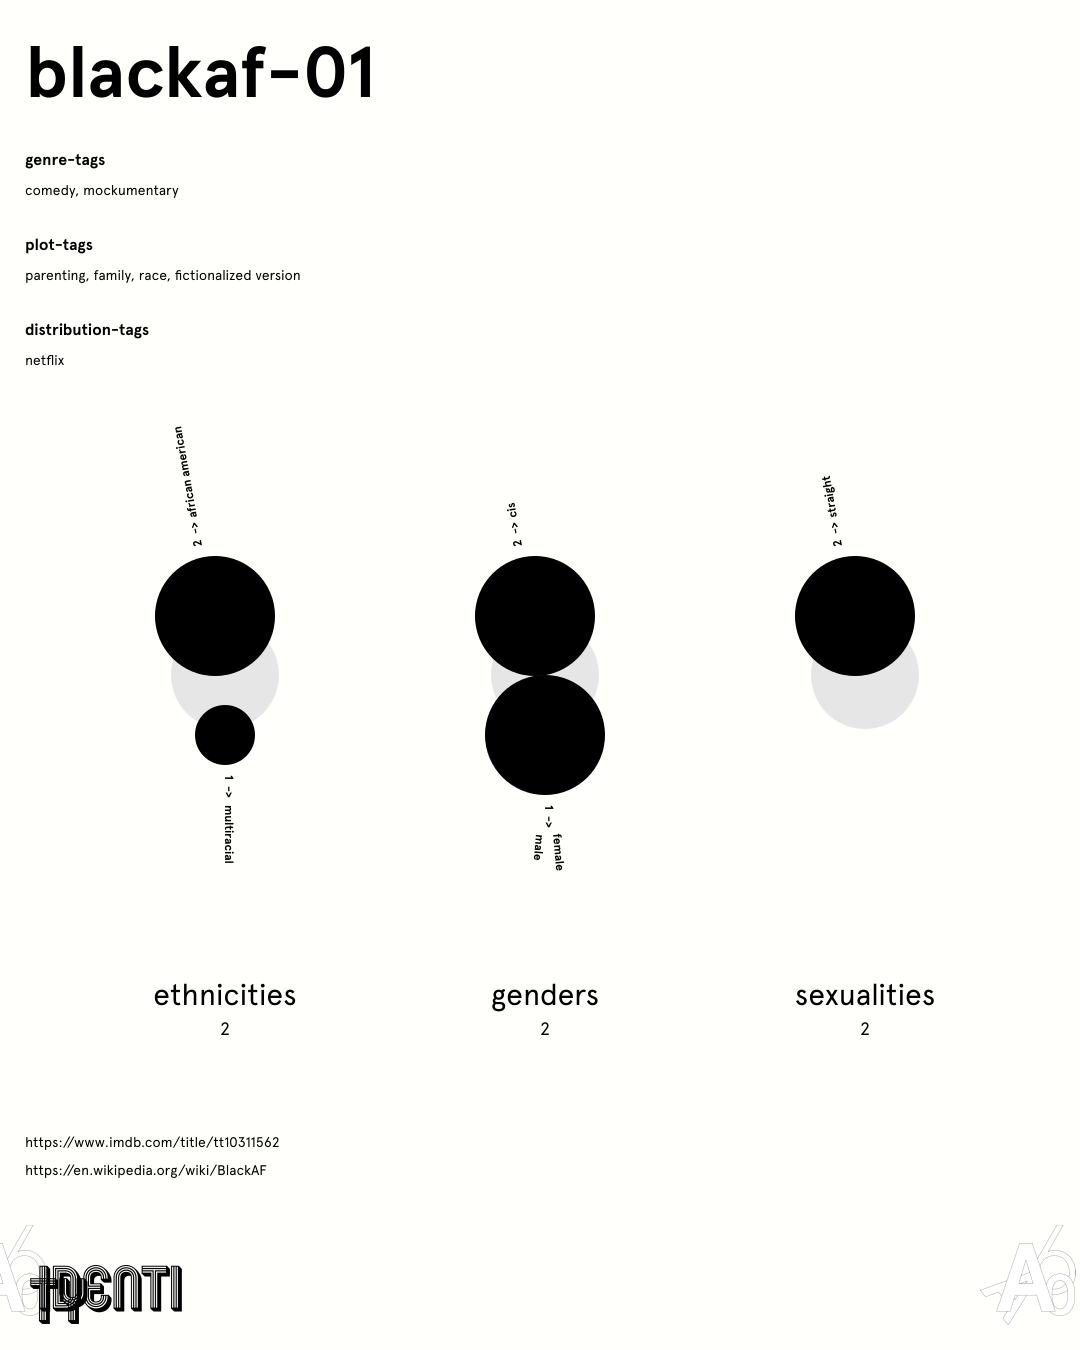 blackaf-01
genre-tags
comedy, mockumentary
plot-tags
parenting, family, race, fictionalized version
distribution-tags
netflix
2 -> african american
2 -> cis
2 -> straight
1 -> multiracial
1 -> female
male
ethnicities
2
genders
2
sexualities
2
https://www.imdb.com/title/tt10311562
https://en.wikipedia.org/wiki/BlackAF